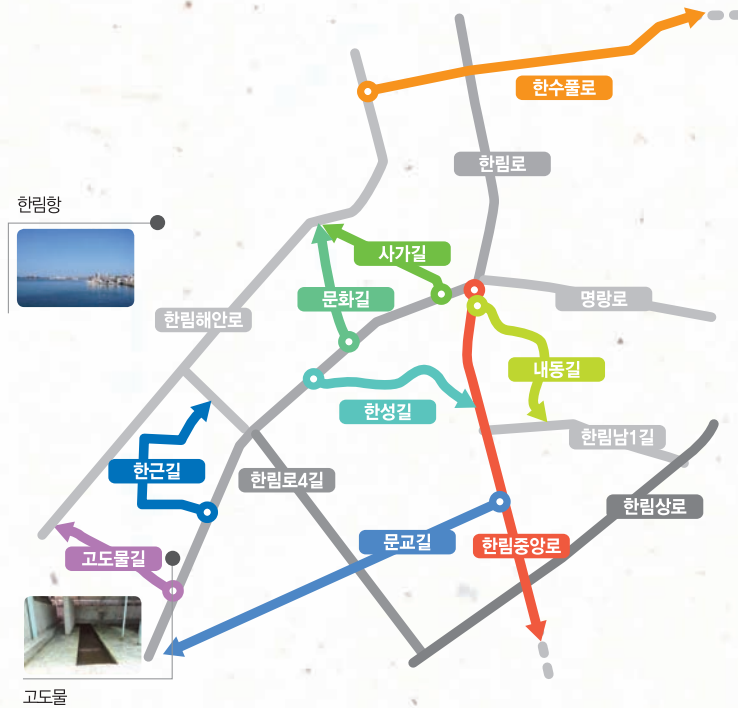 한수풀로
한림로
한림항
사가길
문화길
명랑로
한림해안로
내동길
한성길
한림남1길
한근길
한림로4길
한림상로
문교길
한림중앙로
고도물길
고도물